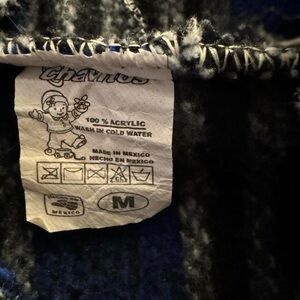 100 % ACRYLIC
WASH IN COLD WATER
MADE IN MEXICO
HECHO EN MEXICO
MEXICO
M